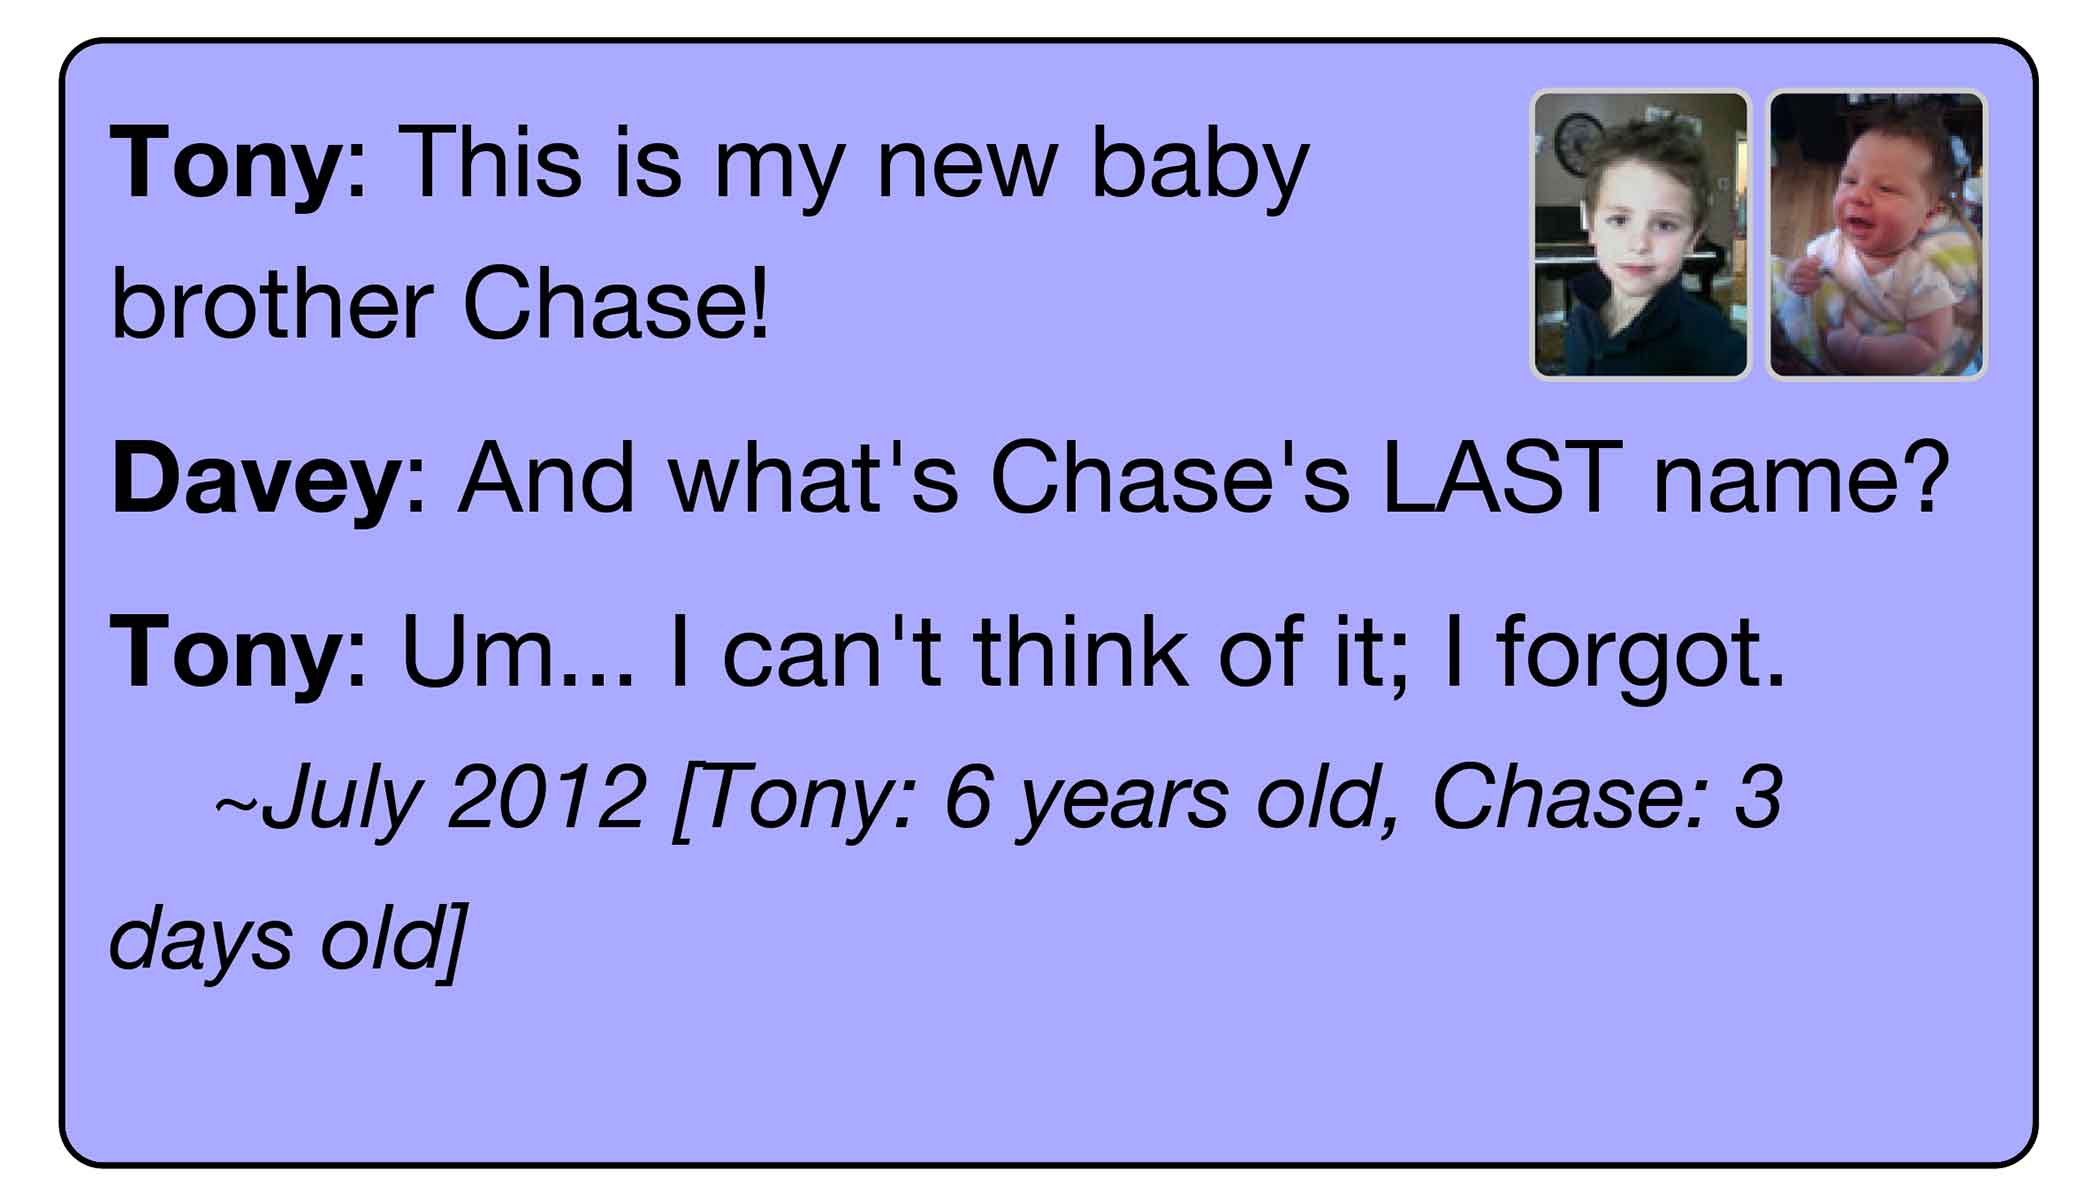 Tony: This is my new baby
brother Chase!
Davey: And what's Chase's LAST name?
Tony: Um... I can't think of it; I forgot.
~July 2012 [Tony: 6 years old, Chase: 3
days old]